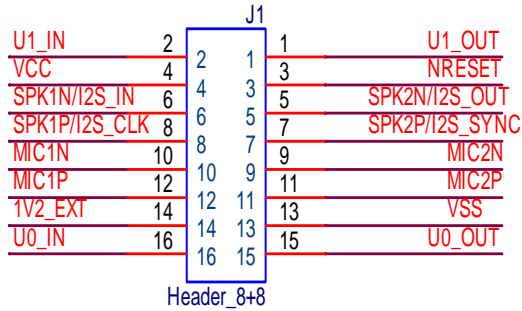 J1
U1_IN 2 2 1 1 U1_OUT
VCC 4 4 3 3 NRESET
SPK1N/I2S_IN 6 6 5 5 SPK2N/I2S_OUT
SPK1P/I2S_CLK 8 8 7 7 SPK2P/I2S_SYNC
MIC1N 10 10 9 9 MIC2N
MIC1P 12 12 11 11 MIC2P
1V2_EXT 14 14 13 13 VSS
U0_IN 16 16 15 15 U0_OUT
Header_8+8